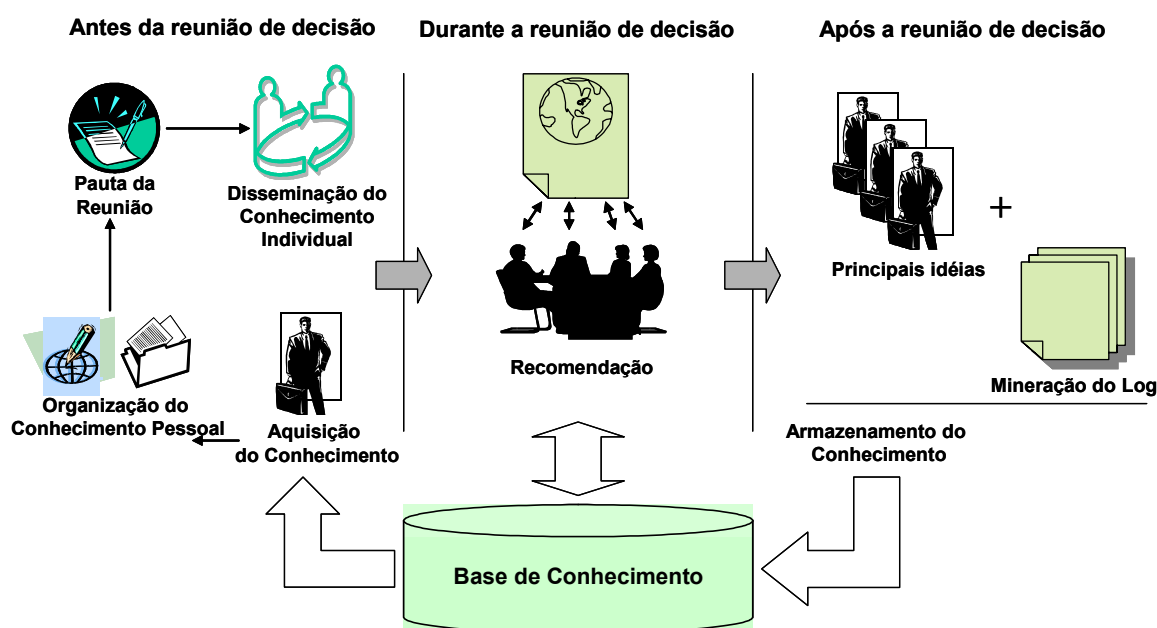 Antes da reunião de decisão
Durante a reunião de decisão
Após a reunião de decisão
Pauta da
Reunião
Disseminação do
Conhecimento
Individual
Organização do
Conhecimento Pessoal
Aquisição
do Conhecimento
Recomendação
Principais idéias
+
Mineração do Log
Armazenamento do
Conhecimento
Base de Conhecimento